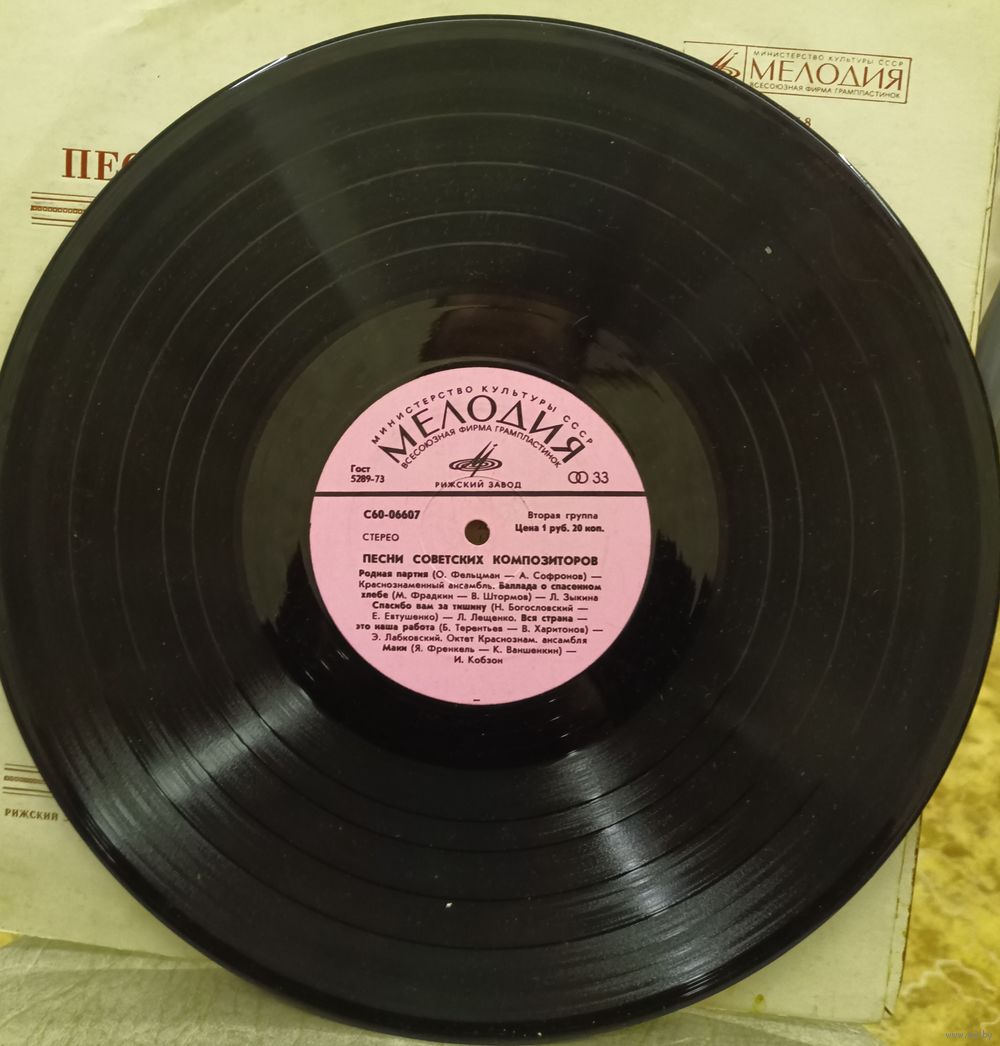 МИНИСТЕРСТВО КУЛЬТУРЫ СССР
МЕЛОДИЯ
ВСЕСОЮЗНАЯ ФИРМА ГРАМПЛАСТИНОК
ПЕС
МИНИСТЕРСТВО КУЛЬТУРЫ СССР
МЕЛОДИЯ
ВСЕСОЮЗНАЯ ФИРМА ГРАМПЛАСТИНОК
Гост
5289-73
33
РИЖСКИЙ ЗАВОД
С60-06607
Вторая группа
СТЕРЕО
Цена 1 руб. 20 коп.
ПЕСНИ СОВЕТСКИХ КОМПОЗИТОРОВ
Родная партия (О. Фельцман — А. Софронов) —
Краснознаменный ансамбль. Баллада о спасенном
хлебе (М. Фрадкин — В. Штормов) — Л. Зыкина
Спасибо вам за тишину (Н. Богословский —
Е. Евтушенко) — Л. Лещенко. Вся страна —
это наша работа (Б. Терентьев — В. Харитонов) —
Э. Лабковский. Октет Краснознам. ансамбля
Маки (Я. Френкель — К. Ваншенкин) —
И. Кобзон
РИЖСКИЙ